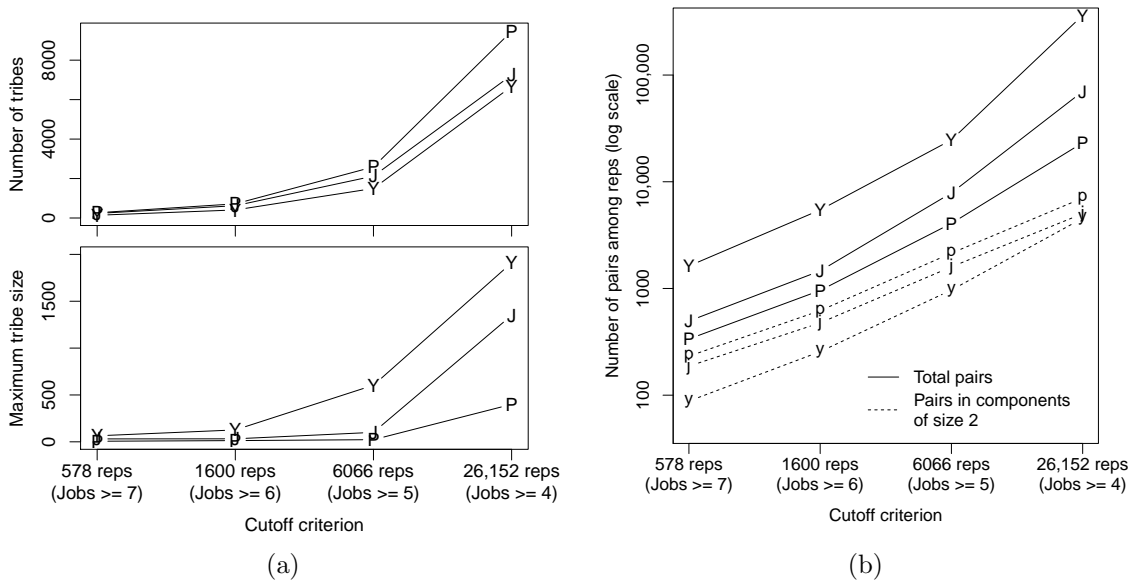 Number of tribes
8000
4000
0
P
J
Y
P
J
Y
P
J
Y
P
J
Y
Maximum tribe size
1500
500
0
Y
J
P
Y
J
P
Y
J
P
Y
J
P
578 reps
(Jobs >= 7)
1600 reps
(Jobs >= 6)
6066 reps
(Jobs >= 5)
26,152 reps
(Jobs >= 4)
Cutoff criterion
(a)
Number of pairs among reps (log scale)
100,000
10,000
1000
100
Y
J
P
p
j
y
Y
J
P
p
j
y
Y
J
P
p
j
y
Y
J
P
p
j
y
Total pairs
Pairs in components
of size 2
578 reps
(Jobs >= 7)
1600 reps
(Jobs >= 6)
6066 reps
(Jobs >= 5)
26,152 reps
(Jobs >= 4)
Cutoff criterion
(b)